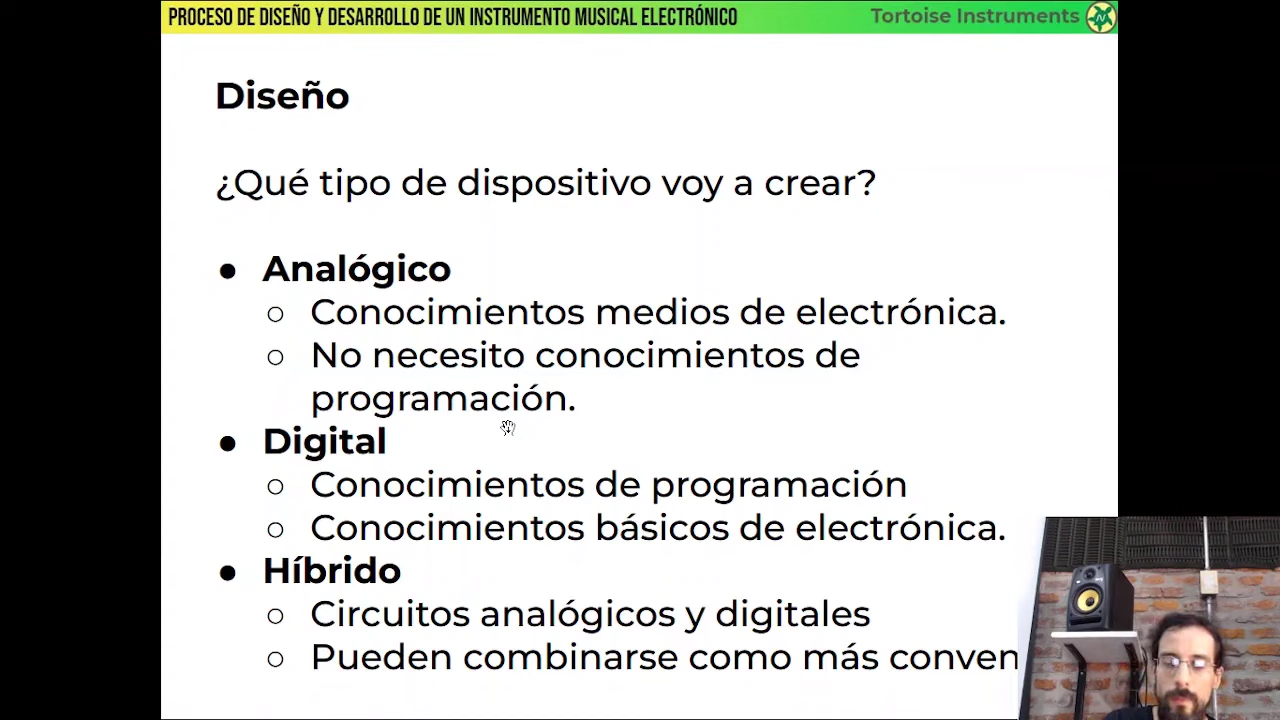 PROCESO DE DISEÑO Y DESARROLLO DE UN INSTRUMENTO MUSICAL ELECTRÓNICO
Tortoise Instruments
Diseño
¿Qué tipo de dispositivo voy a crear?
● Analógico
○ Conocimientos medios de electrónica.
○ No necesito conocimientos de
programación.
● Digital
○ Conocimientos de programación
○ Conocimientos básicos de electrónica.
● Híbrido
○ Circuitos analógicos y digitales
○ Pueden combinarse como más